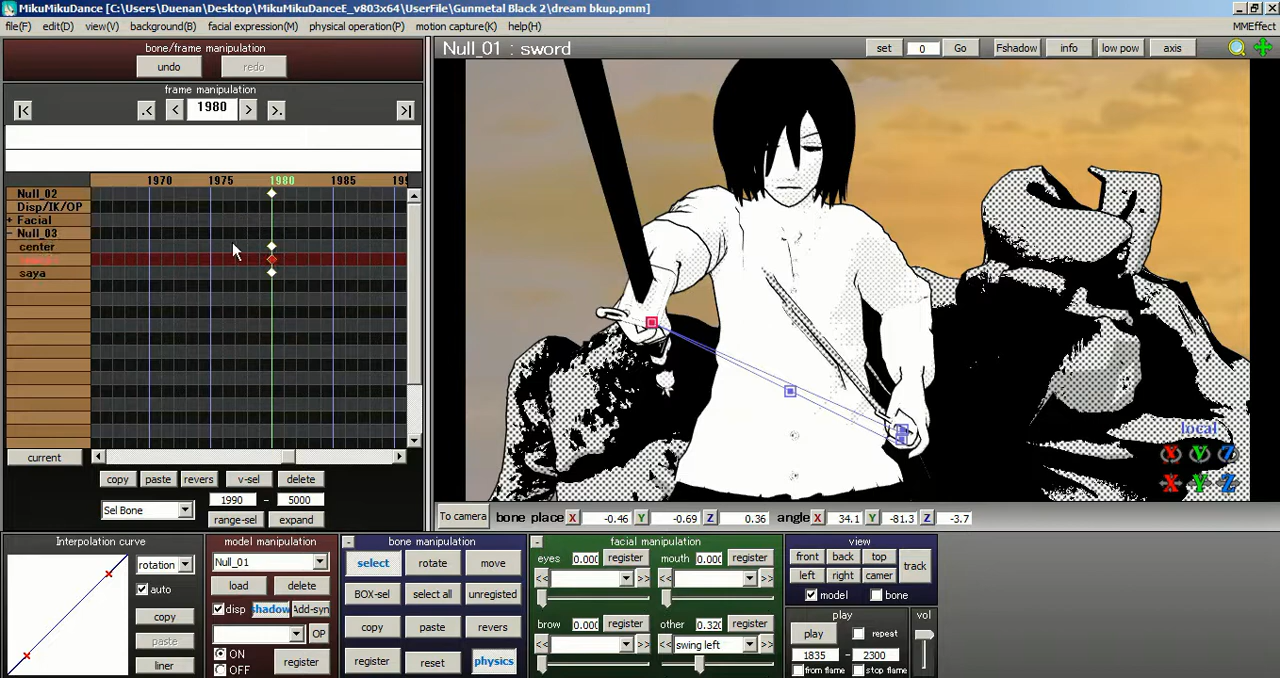 MikuMikuDance [C:\Users\Duenan\Desktop\MikuMikuDanceE_v803x64\UserFile\Gunmetal Black 2\dream bkup.pmm]
file(F) edit(D) view(V) background(B) facial expression(M) physical operation(P) motion capture(K) help(H) MMEffect
bone/frame manipulation
undo redo
frame manipulation
|< .< < 1980 > >. >|
1970 1975 1980 1985 199
Null_02
Disp/IK/OP
+ Facial
- Null_03
center
saya
current
copy paste revers v-sel delete
Sel Bone 1990 - 5000
range-sel expand
Null_01 : sword
set 0 Go Fshadow info low pow axis
local
X Y Z
X Y Z
To camera bone place X -0.46 Y -0.69 Z 0.36 angle X 34.1 Y -81.3 Z -3.7
Interpolation curve
rotation
auto
copy
paste
liner
model manipulation
Null_01
load delete
disp shadow Add-syn
OP
ON
OFF
register
- bone manipulation
select rotate move
BOX-sel select all unregisted
copy paste revers
register reset physics
- facial manipulation
eyes 0.000 register mouth 0.000 register
<< >> << >>
brow 0.000 register other 0.320 register
<< >> << swing left >>
view
front back top
left right camer
track
model bone
play
play repeat
1835 - 2300
from flame stop flame
vol